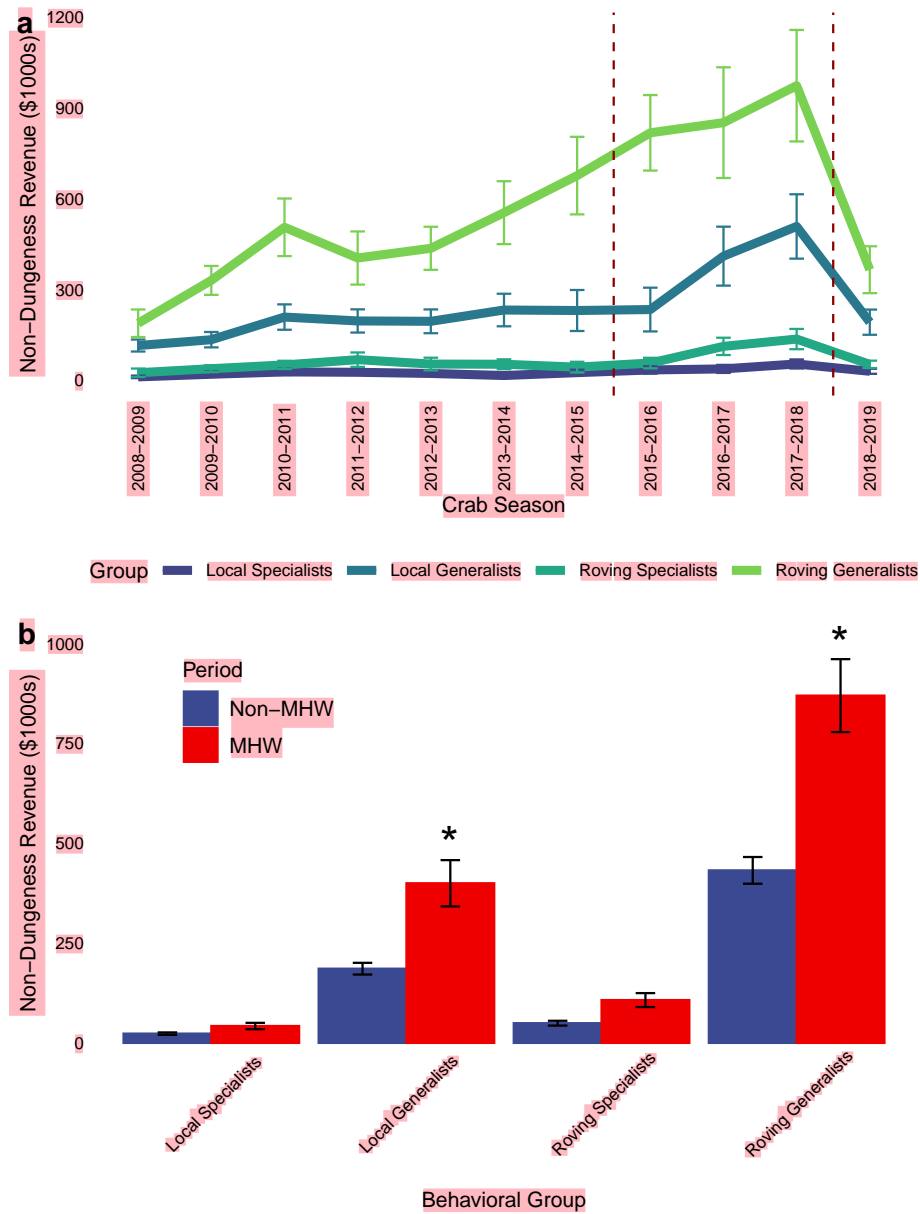 a
Non−Dungeness Revenue ($1000s)
1200
900
600
300
0
2008−2009
2009−2010
2010−2011
2011−2012
2012−2013
2013−2014
2014−2015
2015−2016
2016−2017
2017−2018
2018−2019
Crab Season
Group Local Specialists Local Generalists Roving Specialists Roving Generalists
b
Non−Dungeness Revenue ($1000s)
1000
750
500
250
0
Period
Non−MHW
MHW
*
*
Local Specialists
Local Generalists
Roving Specialists
Roving Generalists
Behavioral Group